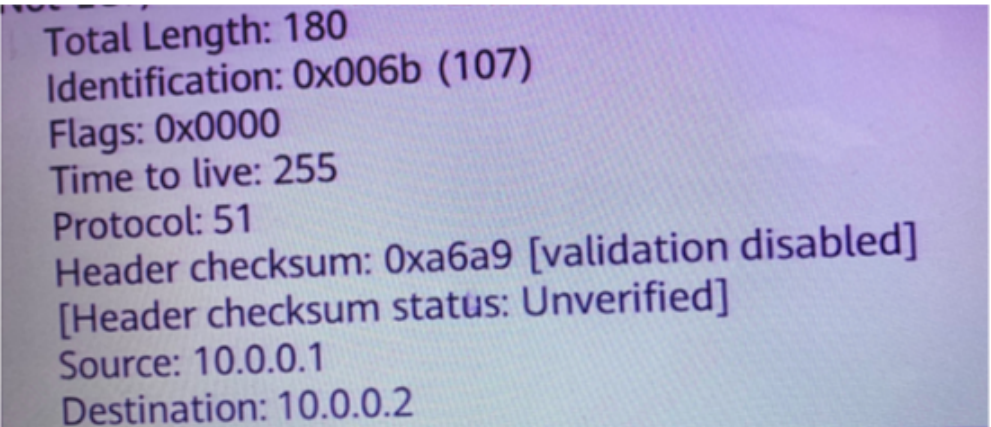 Total Length: 180
Identification: 0x006b (107)
Flags: 0x0000
Time to live: 255
Protocol: 51
Header checksum: 0xa6a9 [validation disabled]
[Header checksum status: Unverified]
Source: 10.0.0.1
Destination: 10.0.0.2